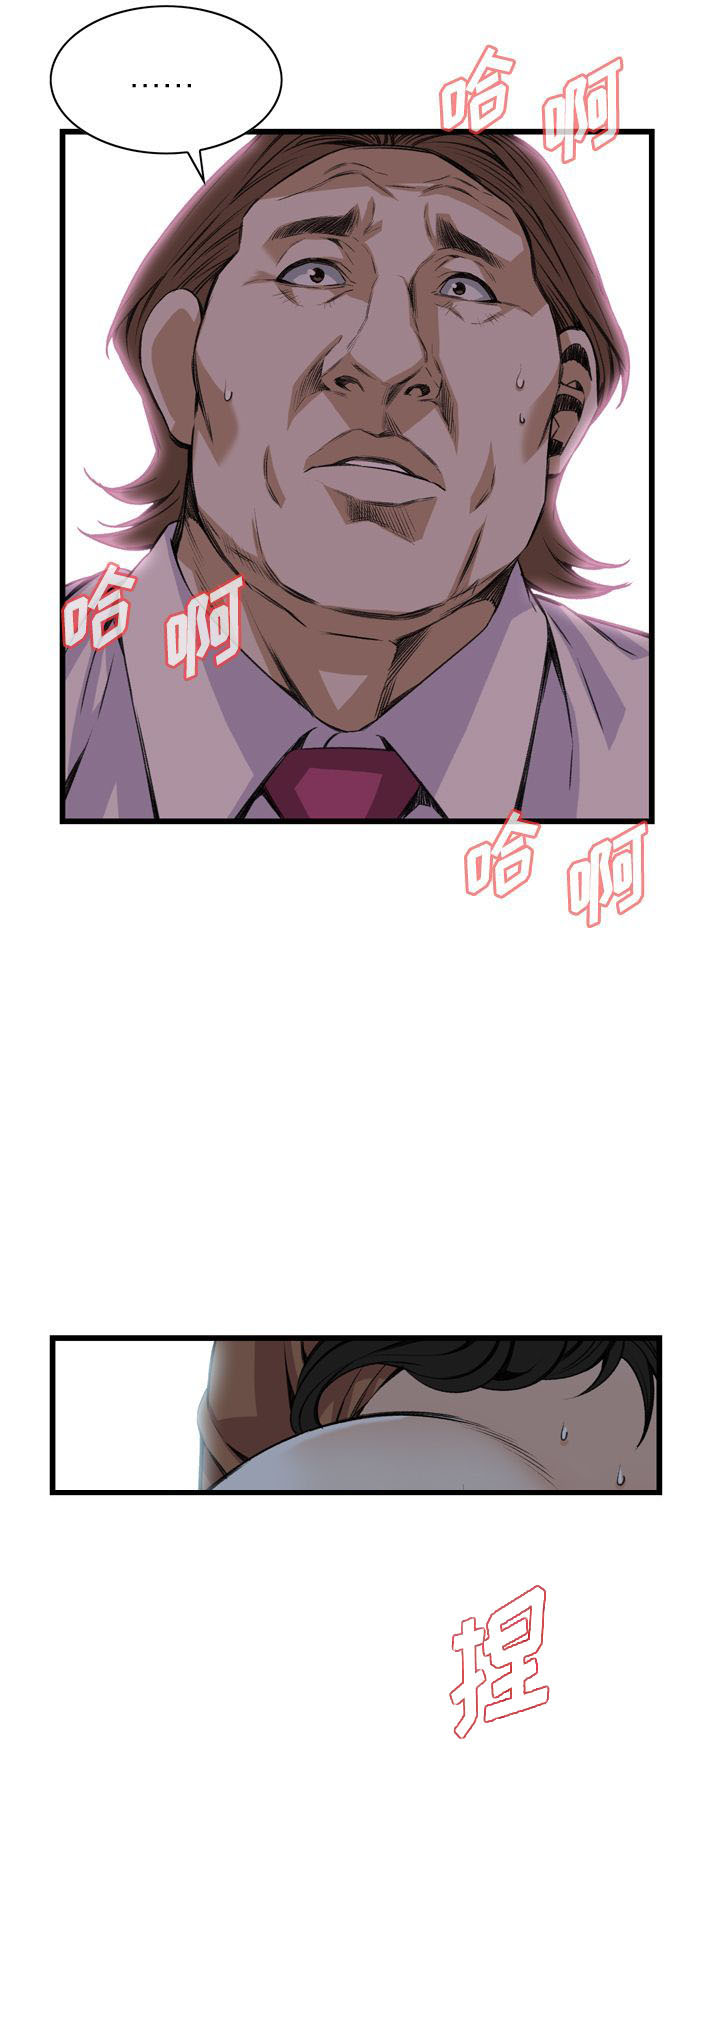 ......
哈 啊
哈 啊
哈 啊
捏